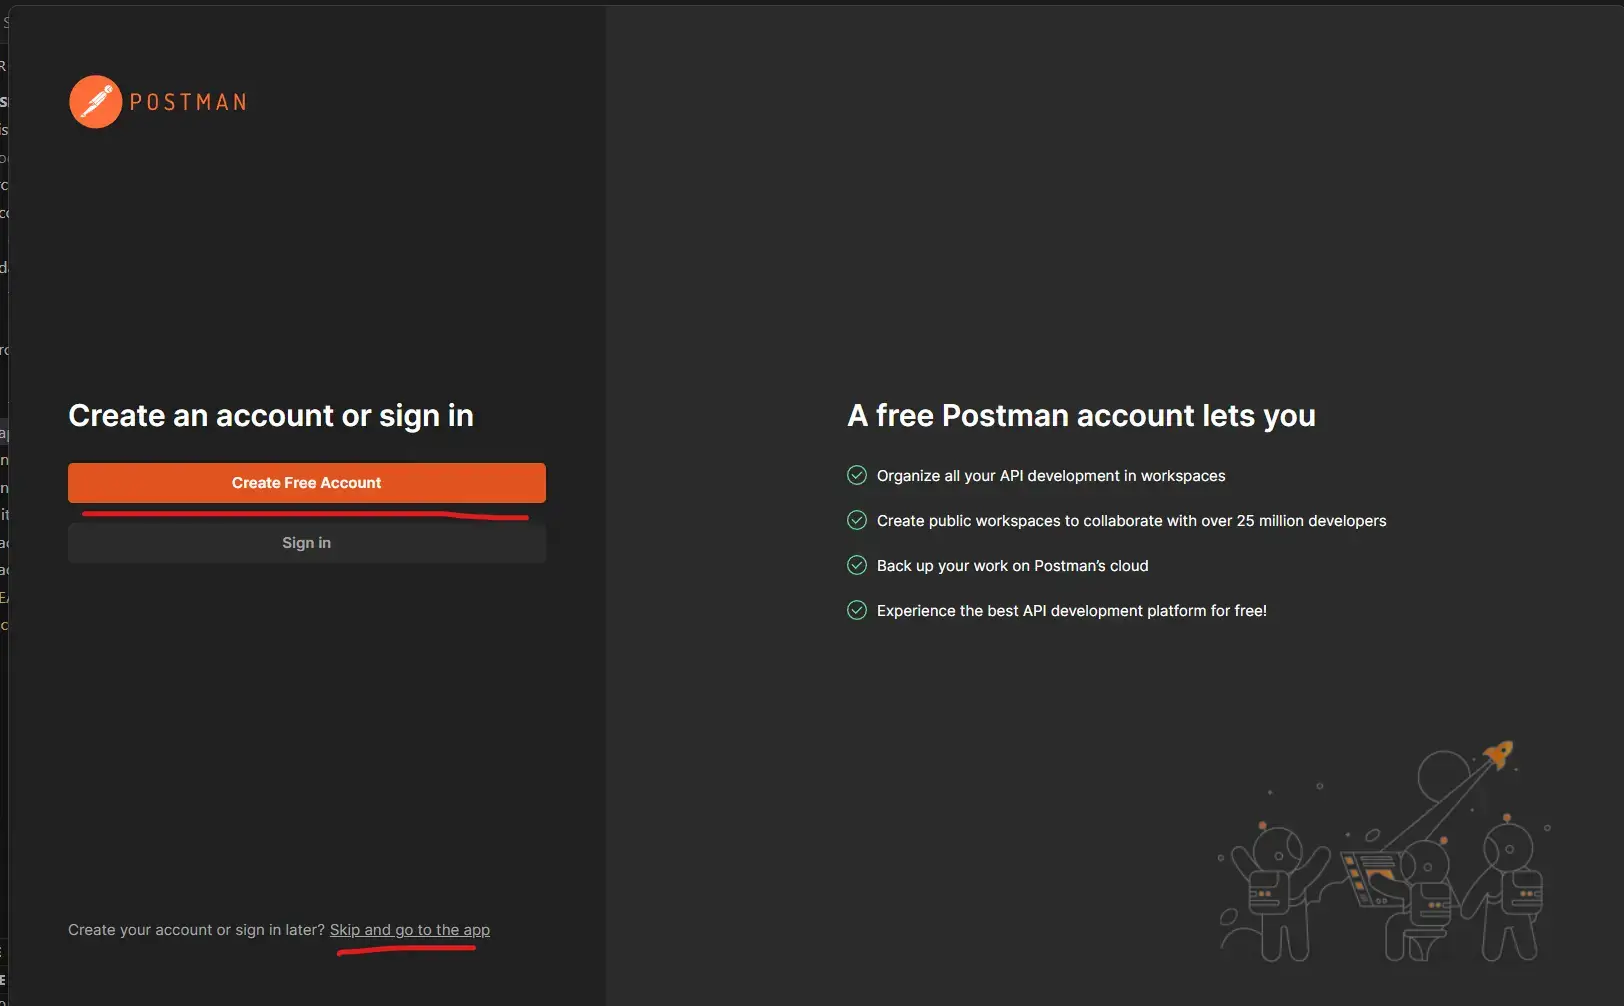 POSTMAN
Create an account or sign in
Create Free Account
Sign in
Create your account or sign in later? Skip and go to the app
A free Postman account lets you
Organize all your API development in workspaces
Create public workspaces to collaborate with over 25 million developers
Back up your work on Postman’s cloud
Experience the best API development platform for free!